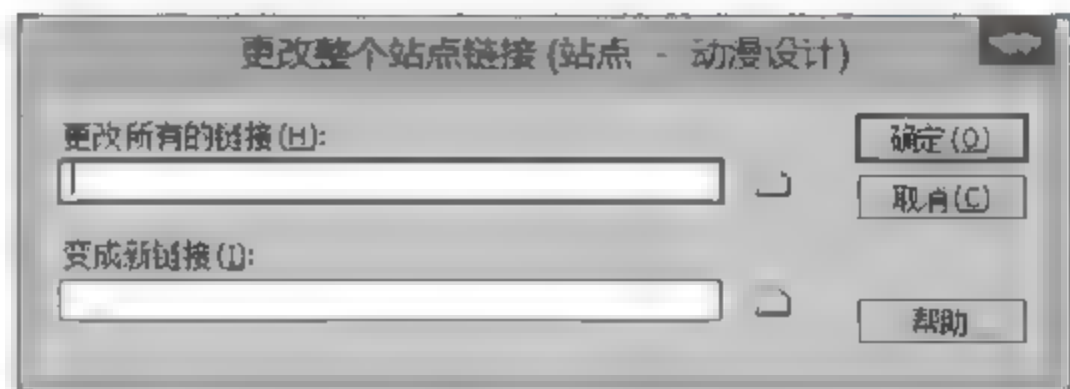 更改整个站点链接(站点 - 动漫设计)
更改所有的链接(H):
确定(O)
取消(C)
变成新链接(I):
帮助